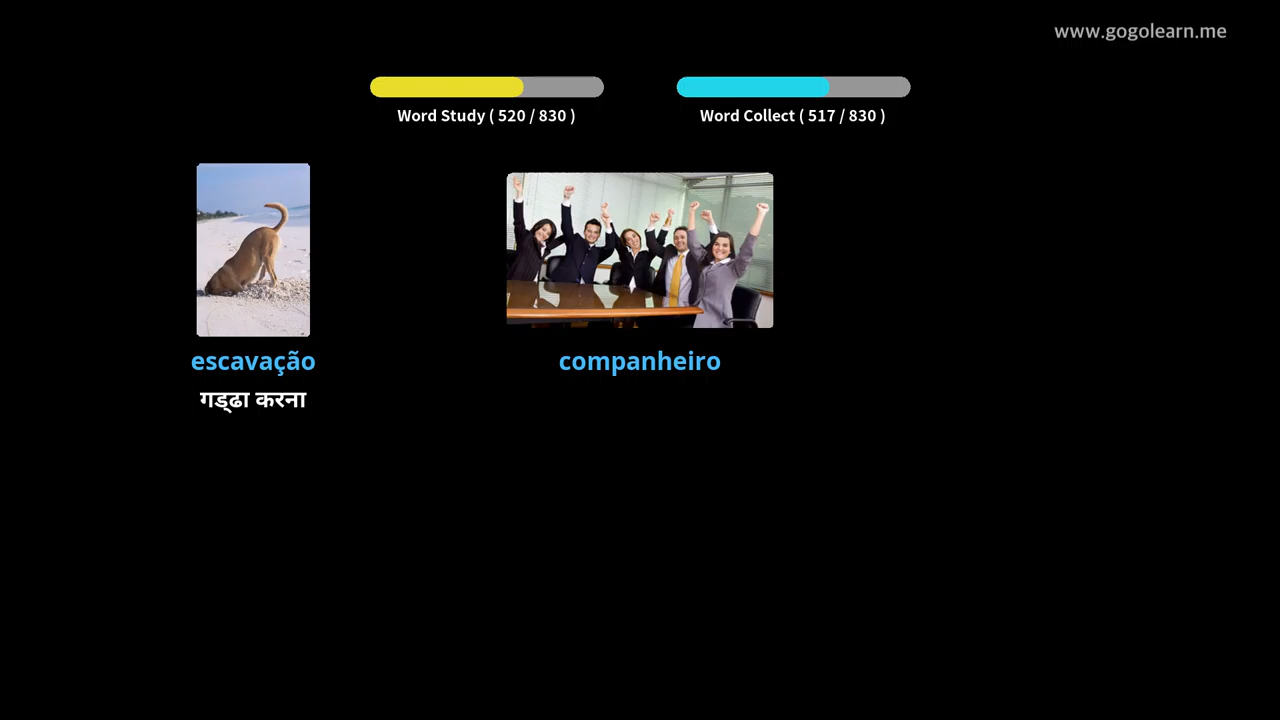 www.gogolearn.me
Word Study ( 520 / 830 )
Word Collect ( 517 / 830 )
escavação
companheiro
गड्ढा करना